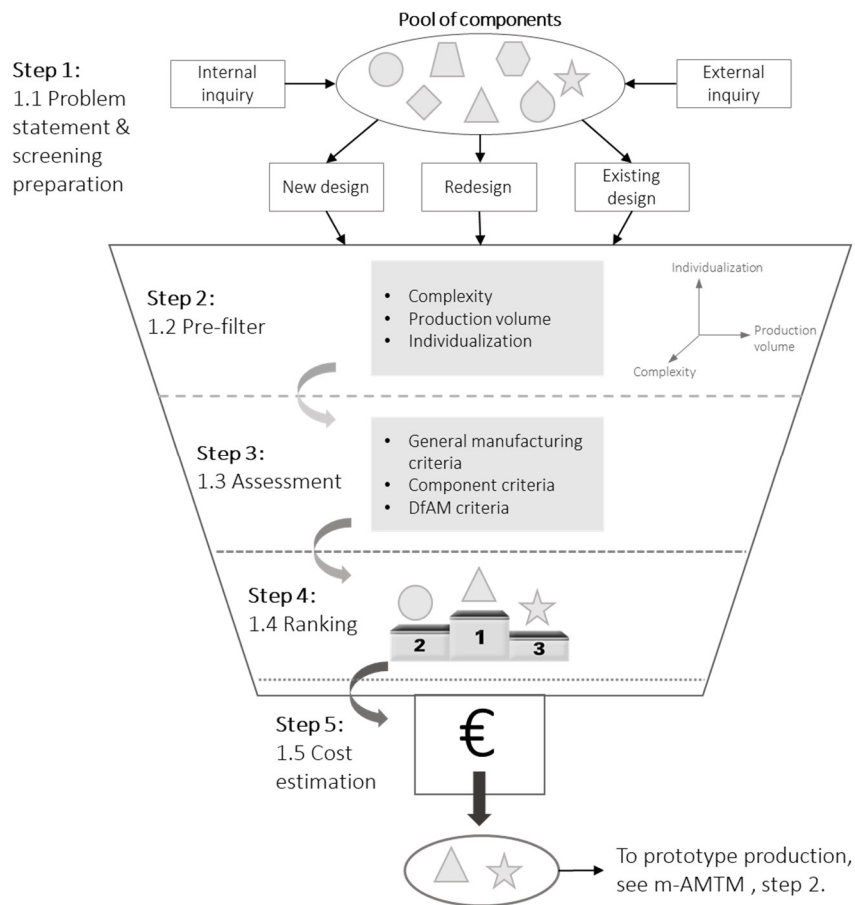 Pool of components
Step 1:
1.1 Problem
statement &
screening
preparation
Internal
inquiry
External
inquiry
New design
Redesign
Existing
design
Step 2:
1.2 Pre-filter
• Complexity
• Production volume
• Individualization
Individualization
Production
volume
Complexity
Step 3:
1.3 Assessment
• General manufacturing
criteria
• Component criteria
• DfAM criteria
Step 4:
1.4 Ranking
2
1
3
Step 5:
1.5 Cost
estimation
€
To prototype production,
see m-AMTM , step 2.